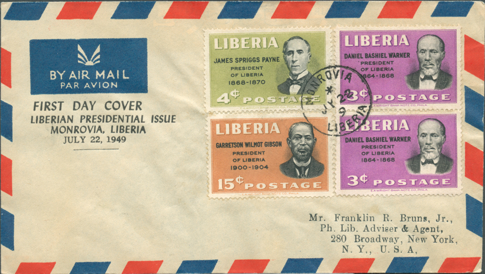 BY AIR MAIL
PAR AVION
FIRST DAY COVER
LIBERIAN PRESIDENTIAL ISSUE
MONROVIA, LIBERIA
JULY 22, 1949
LIBERIA
JAMES SPRIGGS PAYNE
PRESIDENT
OF LIBERIA
1868-1870
4¢ POSTAGE
LIBERIA
DANIEL BASHIEL WARNER
PRESIDENT
OF LIBERIA
1864-1868
3¢ POSTAGE
MONROVIA
LIBERIA
LIBERIA
GARRETSON WILMOT GIBSON
PRESIDENT
OF LIBERIA
1900-1904
15¢ POSTAGE
LIBERIA
DANIEL BASHIEL WARNER
PRESIDENT
OF LIBERIA
1864-1868
3¢ POSTAGE
Mr. Franklin R. Bruns, Jr.,
Ph. Lib. Adviser & Agent,
280 Broadway, New York,
N. Y., U. S. A,